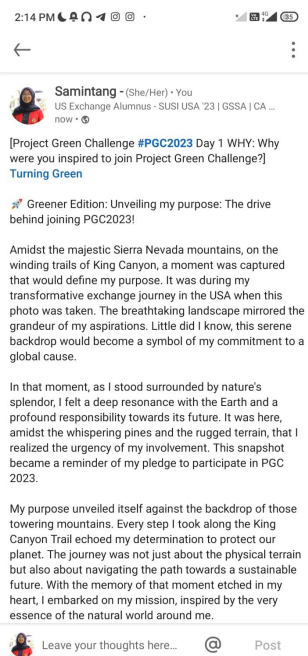 2:14 PM
4G
85
Samintang - (She/Her) • You
US Exchange Alumnus - SUSI USA '23 | GSSA | CA ...
now •
[Project Green Challenge #PGC2023 Day 1 WHY: Why
were you inspired to join Project Green Challenge?]
Turning Green
🚀 Greener Edition: Unveiling my purpose: The drive
behind joining PGC2023!
Amidst the majestic Sierra Nevada mountains, on the
winding trails of King Canyon, a moment was captured
that would define my purpose. It was during my
transformative exchange journey in the USA when this
photo was taken. The breathtaking landscape mirrored the
grandeur of my aspirations. Little did I know, this serene
backdrop would become a symbol of my commitment to a
global cause.
In that moment, as I stood surrounded by nature's
splendor, I felt a deep resonance with the Earth and a
profound responsibility towards its future. It was here,
amidst the whispering pines and the rugged terrain, that I
realized the urgency of my involvement. This snapshot
became a reminder of my pledge to participate in PGC
2023.
My purpose unveiled itself against the backdrop of those
towering mountains. Every step I took along the King
Canyon Trail echoed my determination to protect our
planet. The journey was not just about the physical terrain
but also about navigating the path towards a sustainable
future. With the memory of that moment etched in my
heart, I embarked on my mission, inspired by the very
essence of the natural world around me.
Leave your thoughts here...
@
Post